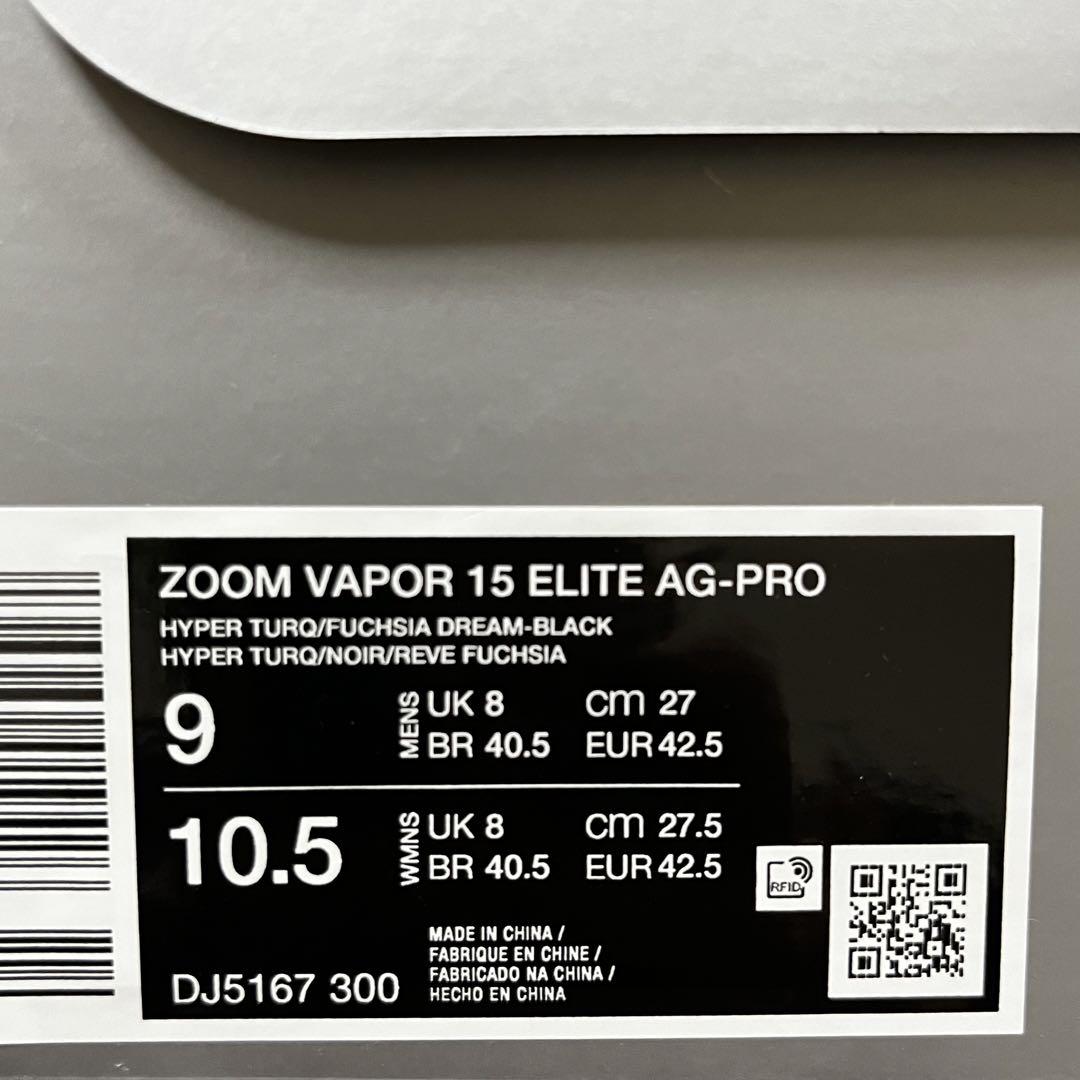 ZOOM VAPOR 15 ELITE AG-PRO
HYPER TURQ/FUCHSIA DREAM-BLACK
HYPER TURQ/NOIR/REVE FUCHSIA
9 MENS UK 8 CM 27
BR 40.5 EUR 42.5
10.5 WMNS UK 8 CM 27.5
BR 40.5 EUR 42.5
RFID
MADE IN CHINA /
FABRIQUE EN CHINE /
FABRICADO NA CHINA /
HECHO EN CHINA
DJ5167 300